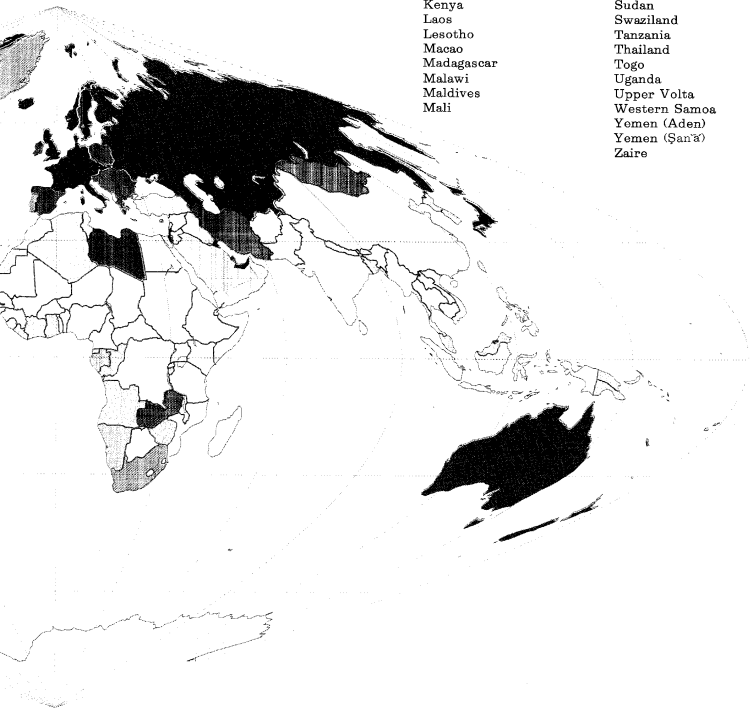 Kenya
Laos
Lesotho
Macao
Madagascar
Malawi
Maldives
Mali
Sudan
Swaziland
Tanzania
Thailand
Togo
Uganda
Upper Volta
Western Samoa
Yemen (Aden)
Yemen (Ṣan'ā')
Zaire